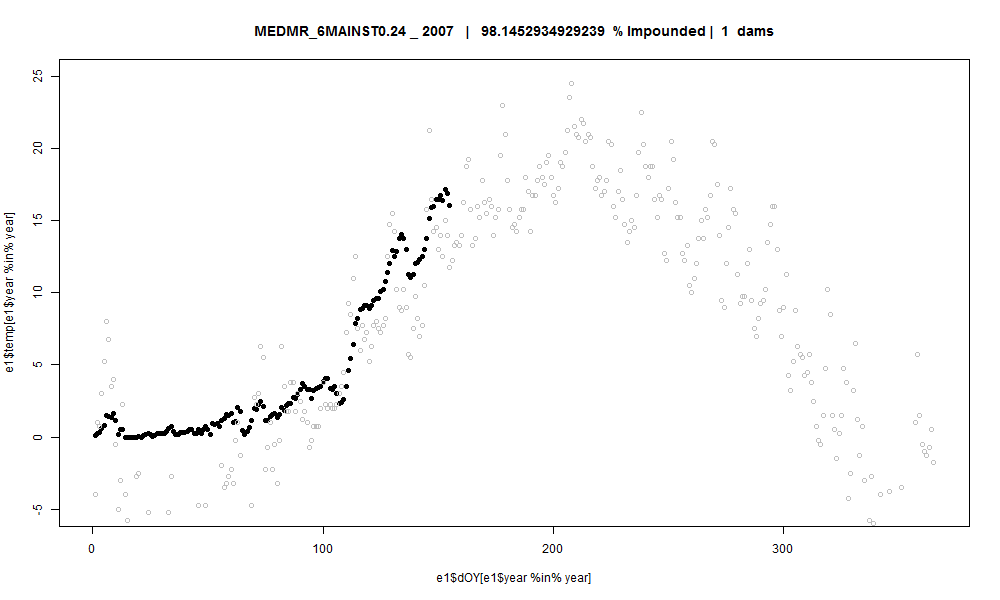 MEDMR_6MAINST0.24 _ 2007 | 98.1452934929239 % Impounded | 1 dams
25
20
15
10
5
0
-5
e1$temp[e1$year %in% year]
0 100 200 300
e1$dOY[e1$year %in% year]